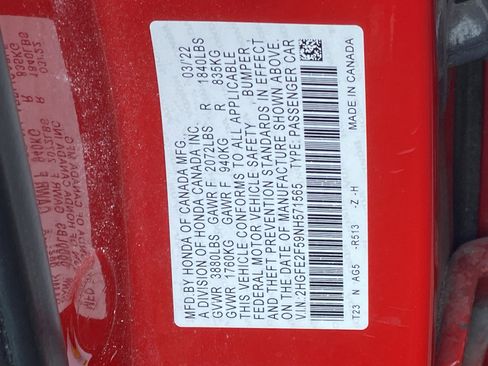 MFD.BY HONDA OF CANADA MFG., 03/22
A DIVISION OF HONDA CANADA INC.
GVWR 3880LBS GAWR F 2072LBS R 1840LBS
GVWR 1760KG GAWR F 940KG R 835KG
THIS VEHICLE CONFORMS TO ALL APPLICABLE
FEDERAL MOTOR VEHICLE SAFETY, BUMPER,
AND THEFT PREVENTION STANDARDS IN EFFECT
ON THE DATE OF MANUFACTURE SHOWN ABOVE.
V.I.N:2HGFE2F59NH571565 TYPE:PASSENGER CAR
T23 N AG5 -R513 -Z -H MADE IN CANADA